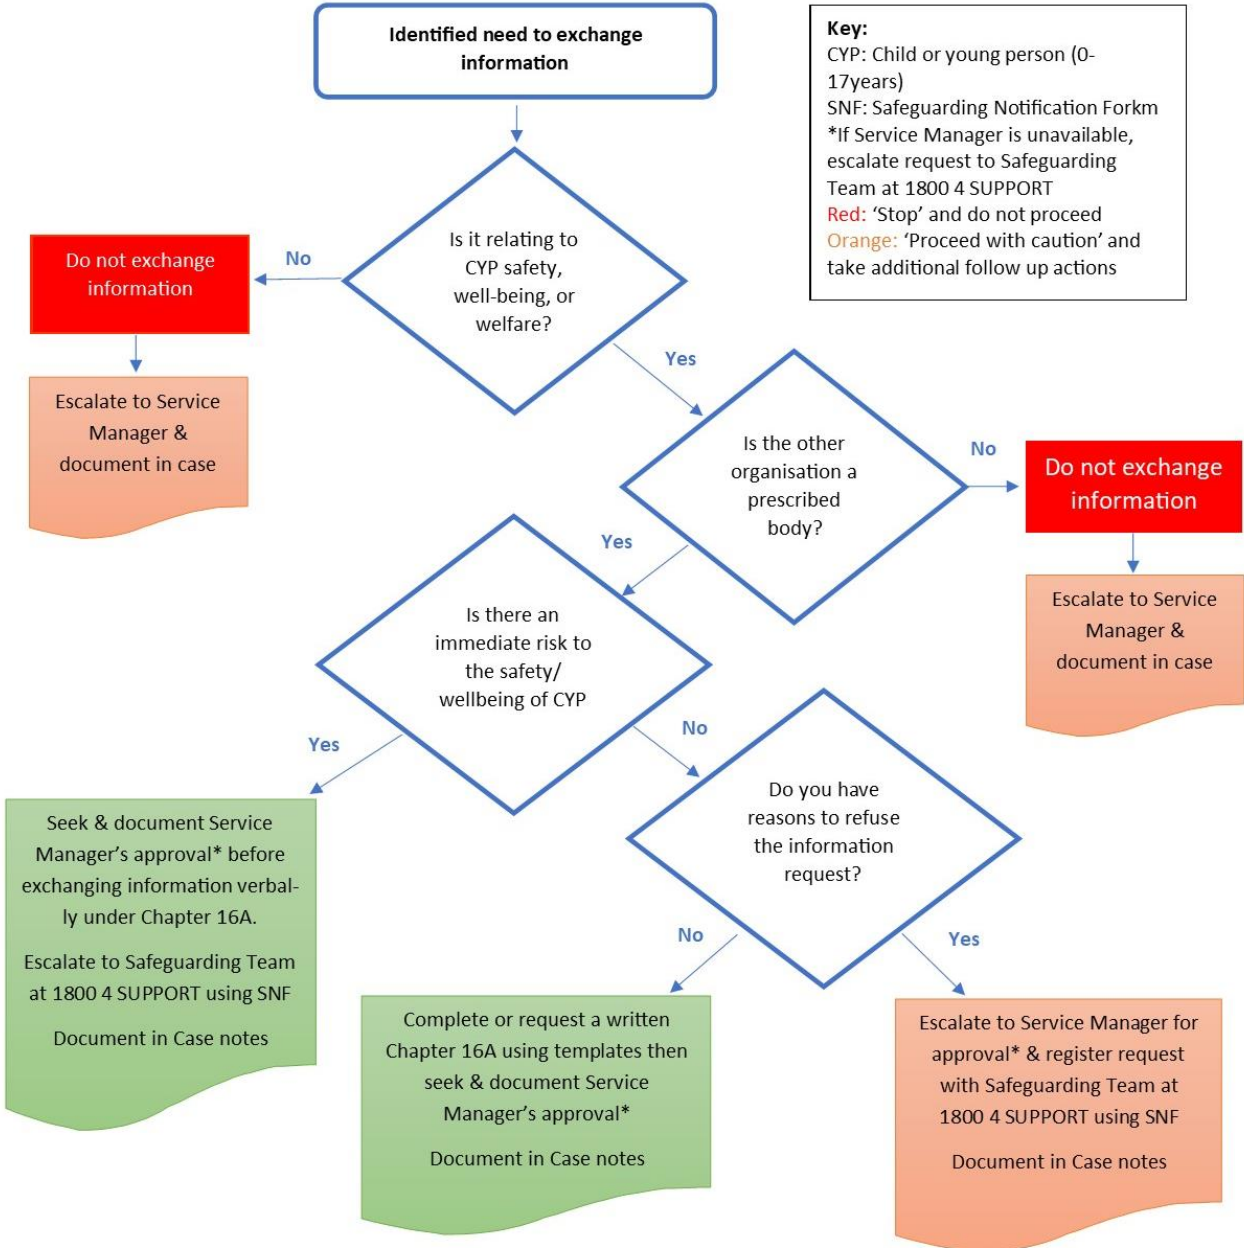 Identified need to exchange
information
Key:
CYP: Child or young person (0-
17years)
SNF: Safeguarding Notification Forkm
*If Service Manager is unavailable,
escalate request to Safeguarding
Team at 1800 4 SUPPORT
Red: ‘Stop’ and do not proceed
Orange: ‘Proceed with caution’ and
take additional follow up actions
Is it relating to
CYP safety,
well-being, or
welfare?
No
Do not exchange
information
Escalate to Service
Manager &
document in case
Yes
Is the other
organisation a
prescribed
body?
No
Do not exchange
information
Escalate to Service
Manager &
document in case
Yes
Is there an
immediate risk to
the safety/
wellbeing of CYP
Yes
Seek & document Service
Manager’s approval* before
exchanging information verbal-
ly under Chapter 16A.
Escalate to Safeguarding Team
at 1800 4 SUPPORT using SNF
Document in Case notes
No
Do you have
reasons to refuse
the information
request?
No
Complete or request a written
Chapter 16A using templates then
seek & document Service
Manager’s approval*
Document in Case notes
Yes
Escalate to Service Manager for
approval* & register request
with Safeguarding Team at
1800 4 SUPPORT using SNF
Document in Case notes